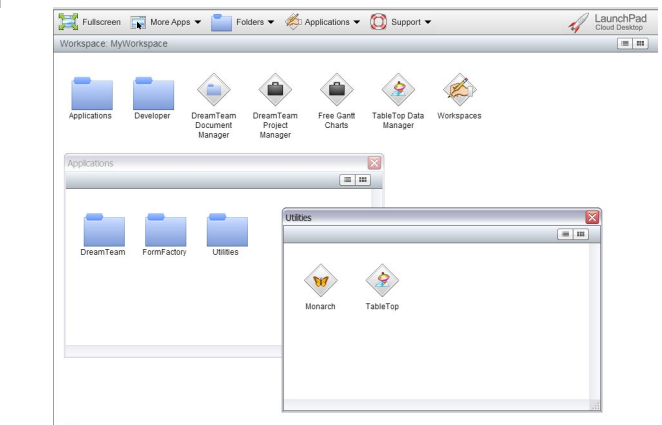 Fullscreen More Apps Folders Applications Support LaunchPad
Cloud Desktop
Workspace: MyWorkspace
Applications Developer DreamTeam DreamTeam Free Gantt TableTop Data Workspaces
Document Project Charts Manager
Manager Manager
Applications
Utilities
DreamTeam FormFactory Utilities
Monarch TableTop